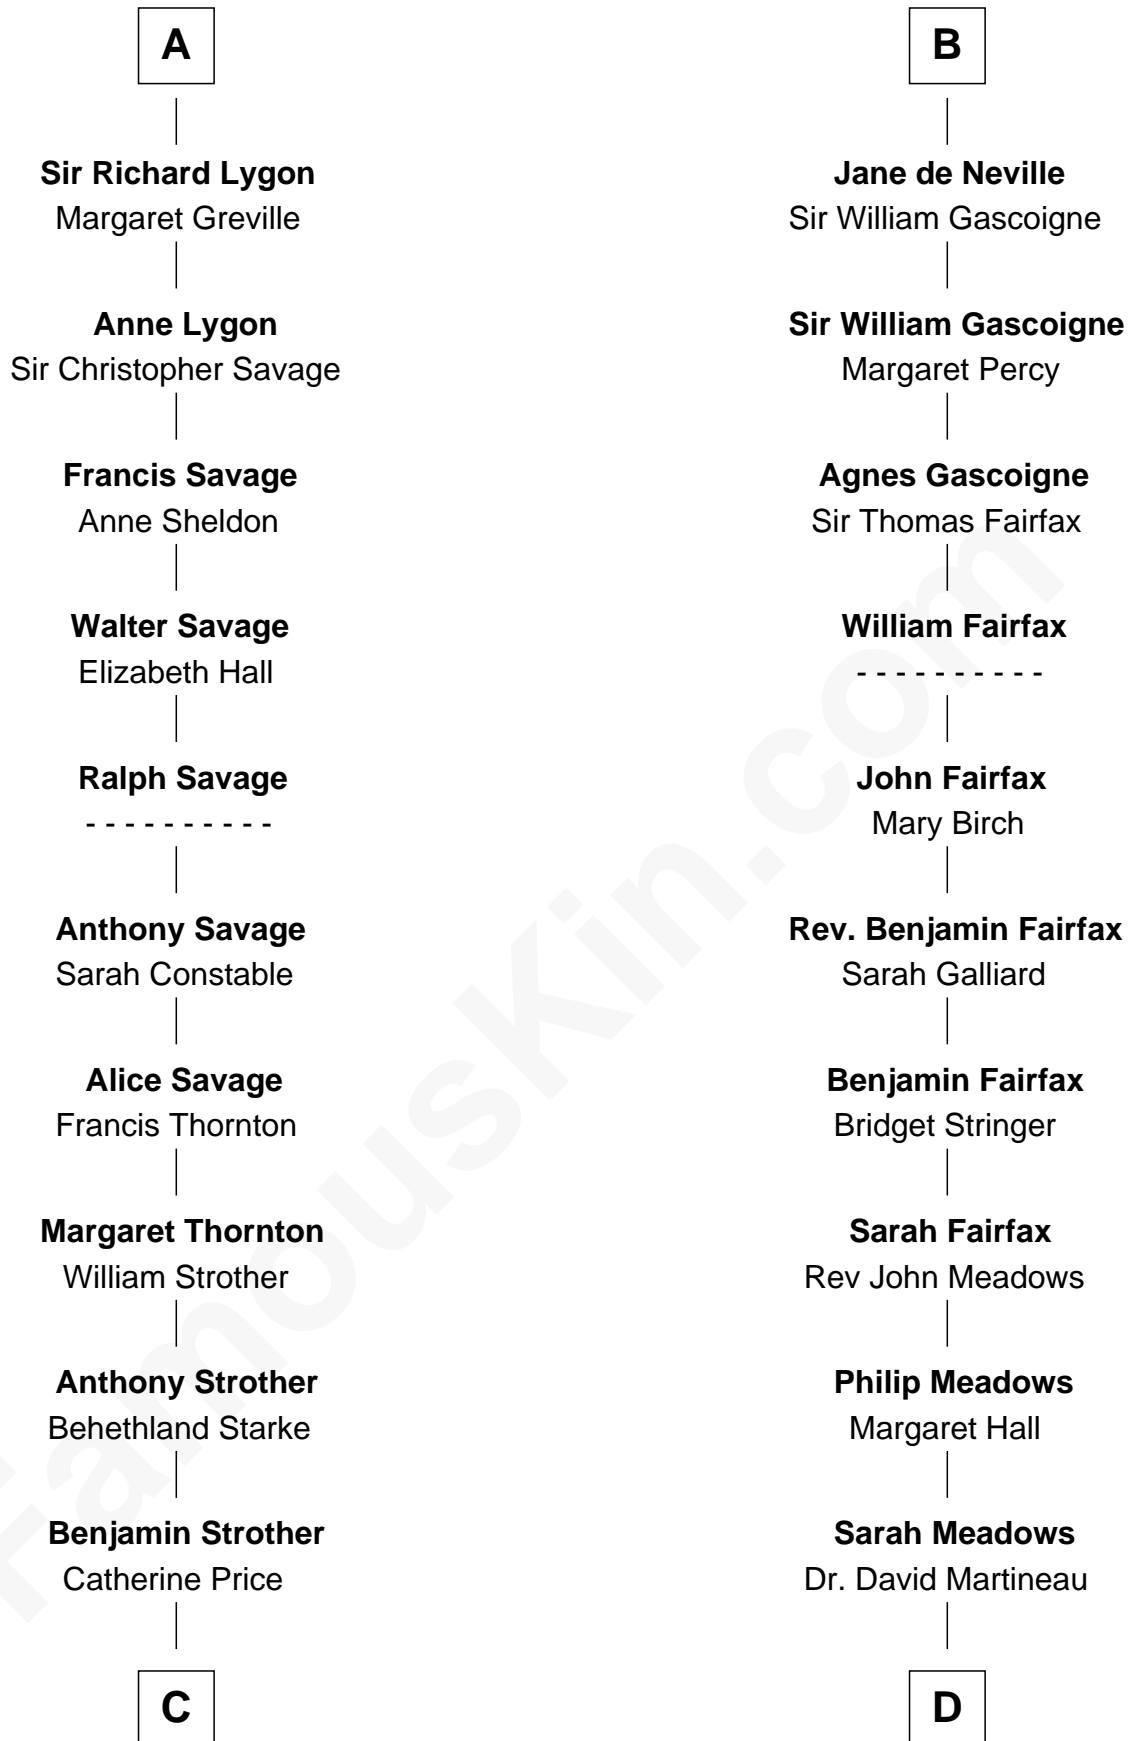 A
Sir Richard Lygon
Margaret Greville
Anne Lygon
Sir Christopher Savage
Francis Savage
Anne Sheldon
Walter Savage
Elizabeth Hall
Ralph Savage
- - - - - - - - - -
Anthony Savage
Sarah Constable
Alice Savage
Francis Thornton
Margaret Thornton
William Strother
Anthony Strother
Behethland Starke
Benjamin Strother
Catherine Price
C
B
Jane de Neville
Sir William Gascoigne
Sir William Gascoigne
Margaret Percy
Agnes Gascoigne
Sir Thomas Fairfax
William Fairfax
- - - - - - - - - -
John Fairfax
Mary Birch
Rev. Benjamin Fairfax
Sarah Galliard
Benjamin Fairfax
Bridget Stringer
Sarah Fairfax
Rev John Meadows
Philip Meadows
Margaret Hall
Sarah Meadows
Dr. David Martineau
D
FamousKin.com